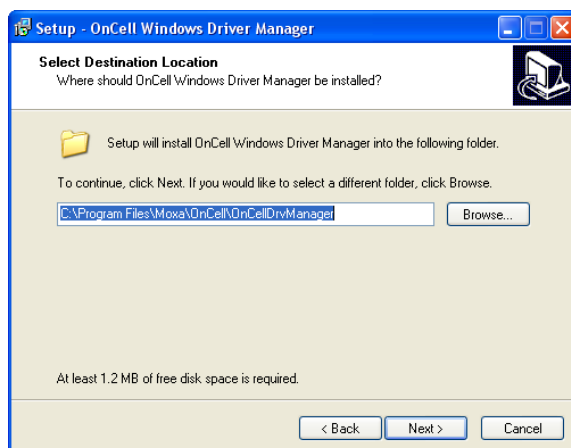 Setup - OnCell Windows Driver Manager
Select Destination Location
Where should OnCell Windows Driver Manager be installed?
Setup will install OnCell Windows Driver Manager into the following folder.
To continue, click Next. If you would like to select a different folder, click Browse.
C:\Program Files\Moxa\OnCell\OnCellDrvManager
Browse...
At least 1.2 MB of free disk space is required.
< Back
Next >
Cancel